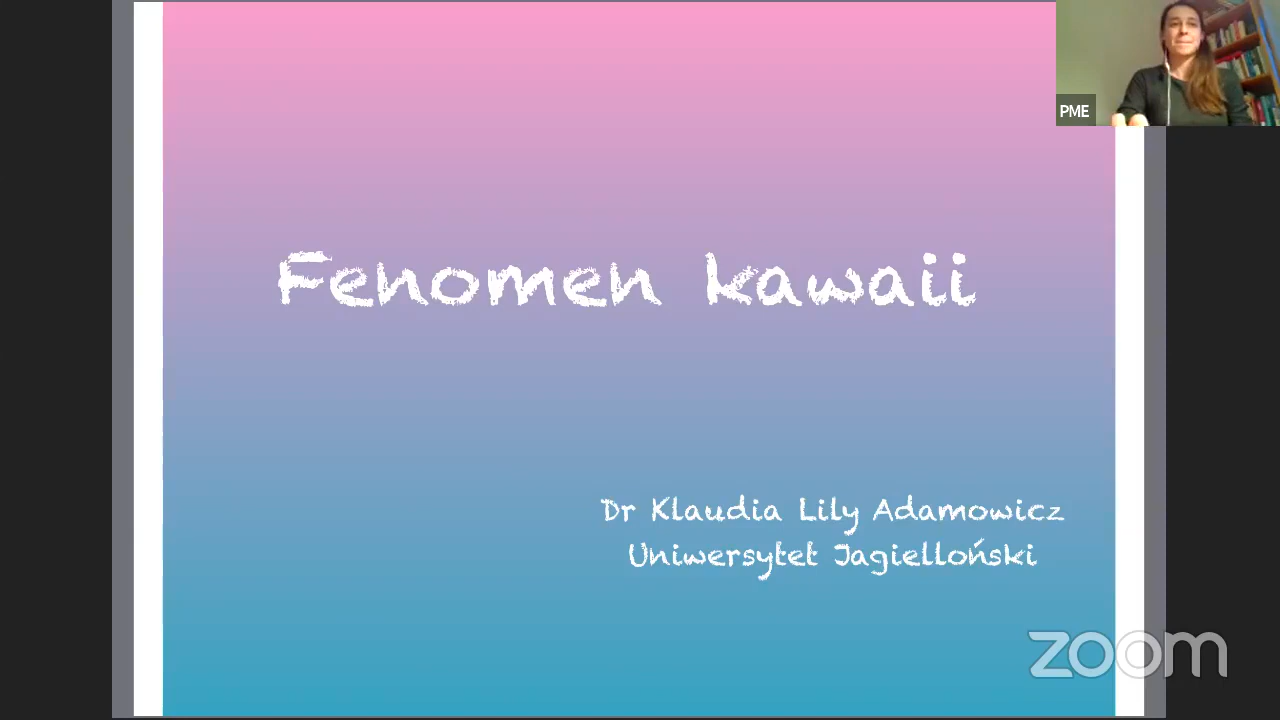 PME
Fenomen kawaii
Dr Klaudia Lily Adamowicz
Uniwersytet Jagielloński
zoom